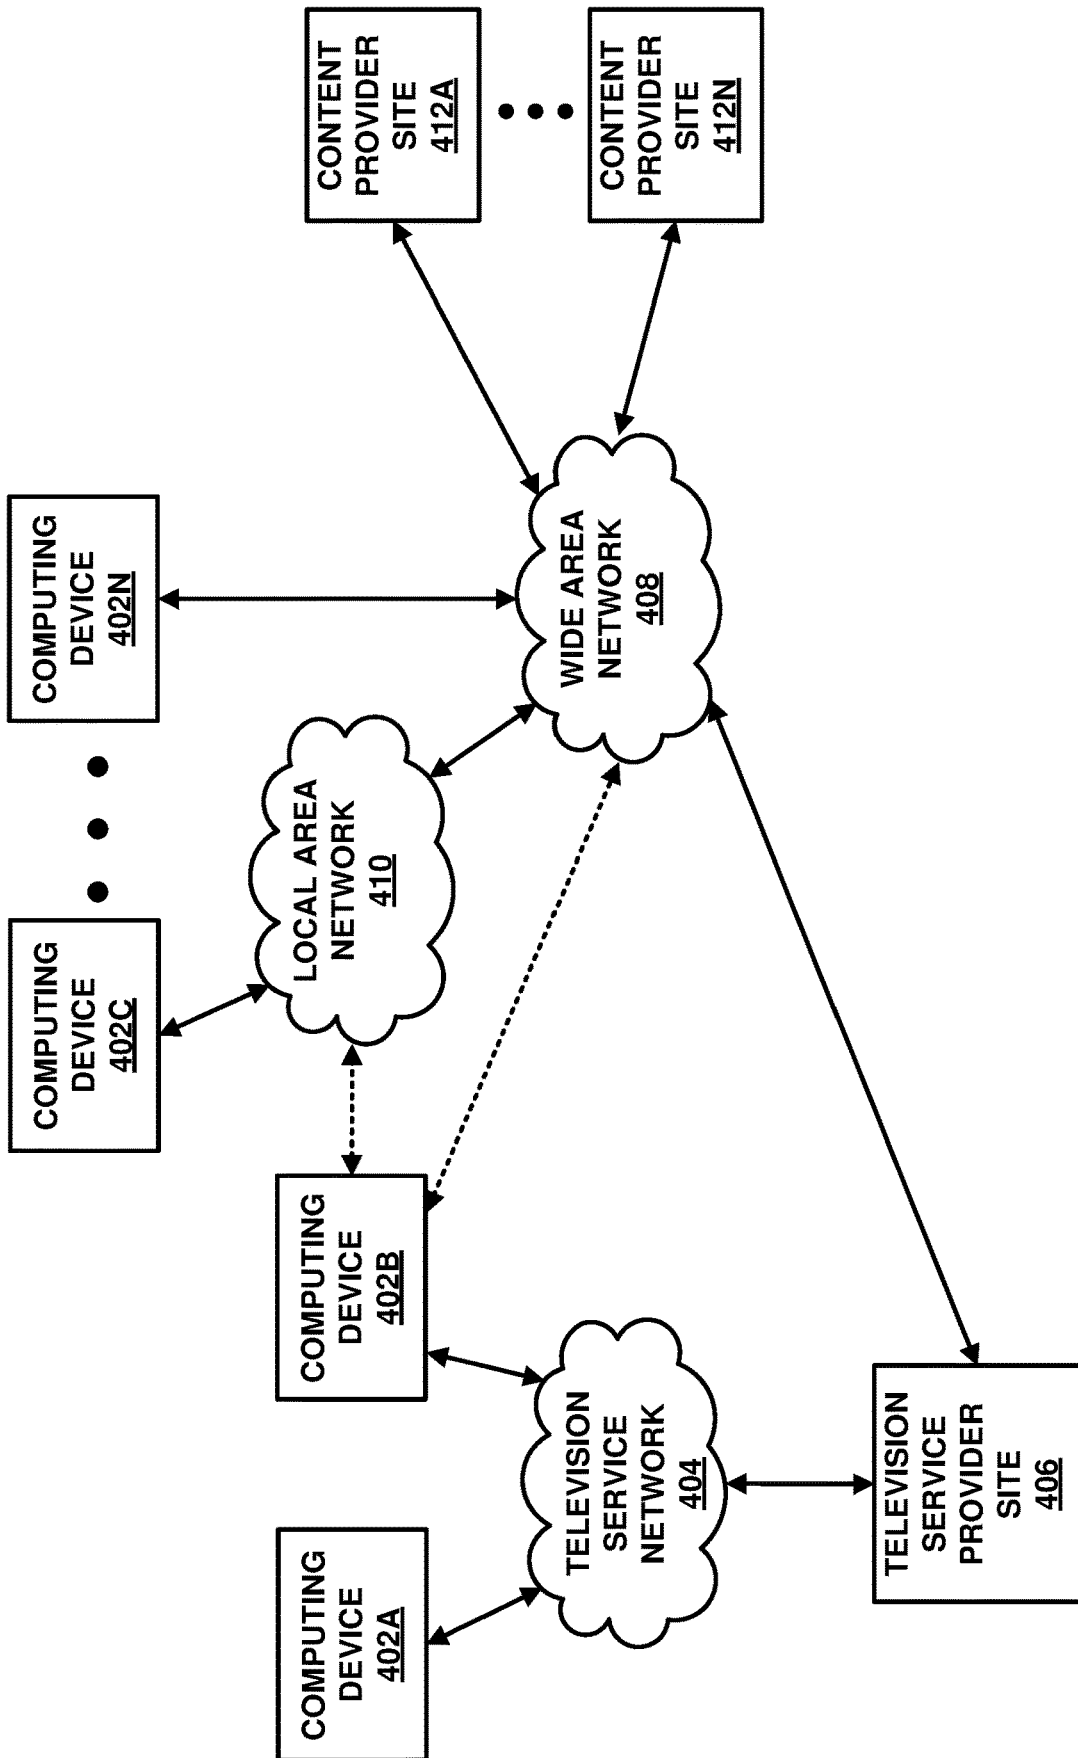 COMPUTING
DEVICE
402A
COMPUTING
DEVICE
402B
COMPUTING
DEVICE
402C
COMPUTING
DEVICE
402N
LOCAL AREA
NETWORK
410
TELEVISION
SERVICE
NETWORK
404
WIDE AREA
NETWORK
408
CONTENT
PROVIDER
SITE
412A
CONTENT
PROVIDER
SITE
412N
TELEVISION
SERVICE
PROVIDER
SITE
406